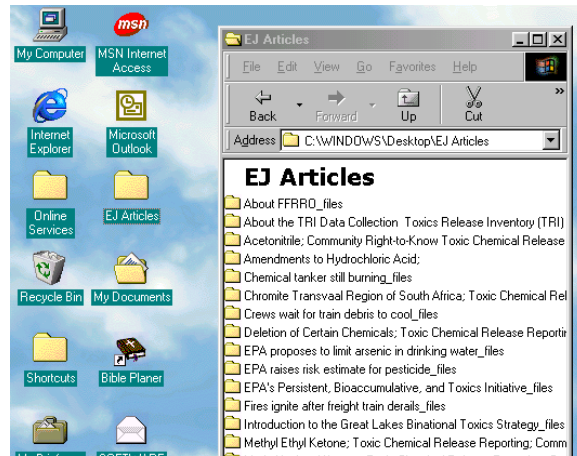 msn
My Computer
MSN Internet
Access
Internet
Explorer
Microsoft
Outlook
Online
Services
EJ Articles
Recycle Bin
My Documents
Shortcuts
Bible Planer
EJ Articles
File Edit View Go Favorites Help
Back Forward Up Cut »
Address C:\WINDOWS\Desktop\EJ Articles
EJ Articles
About FFRRO_files
About the TRI Data Collection Toxics Release Inventory (TRI)
Acetonitrile; Community Right-to-Know Toxic Chemical Release
Amendments to Hydrochloric Acid;
Chemical tanker still burning_files
Chromite Transvaal Region of South Africa; Toxic Chemical Rel
Crews wait for train debris to cool_files
Deletion of Certain Chemicals; Toxic Chemical Release Reportir
EPA proposes to limit arsenic in drinking water_files
EPA raises risk estimate for pesticide_files
EPA's Persistent, Bioaccumulative, and Toxics Initiative_files
Fires ignite after freight train derails_files
Introduction to the Great Lakes Binational Toxics Strategy_files
Methyl Ethyl Ketone; Toxic Chemical Release Reporting; Comm